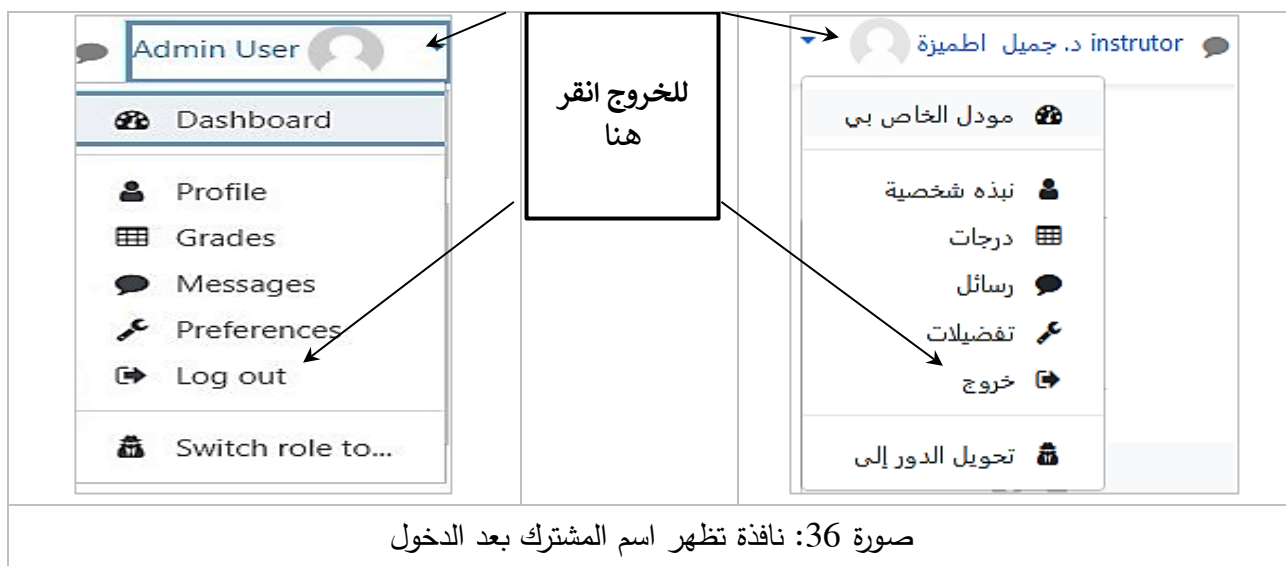 Admin User
Dashboard
Profile
Grades
Messages
Preferences
Log out
Switch role to...
للخروج انقر
هنا
instrutor د. جميل اطميزة
مودل الخاص بي
نبذه شخصية
درجات
رسائل
تفضيلات
خروج
تحويل الدور إلى
صورة 36: نافذة تظهر اسم المشترك بعد الدخول